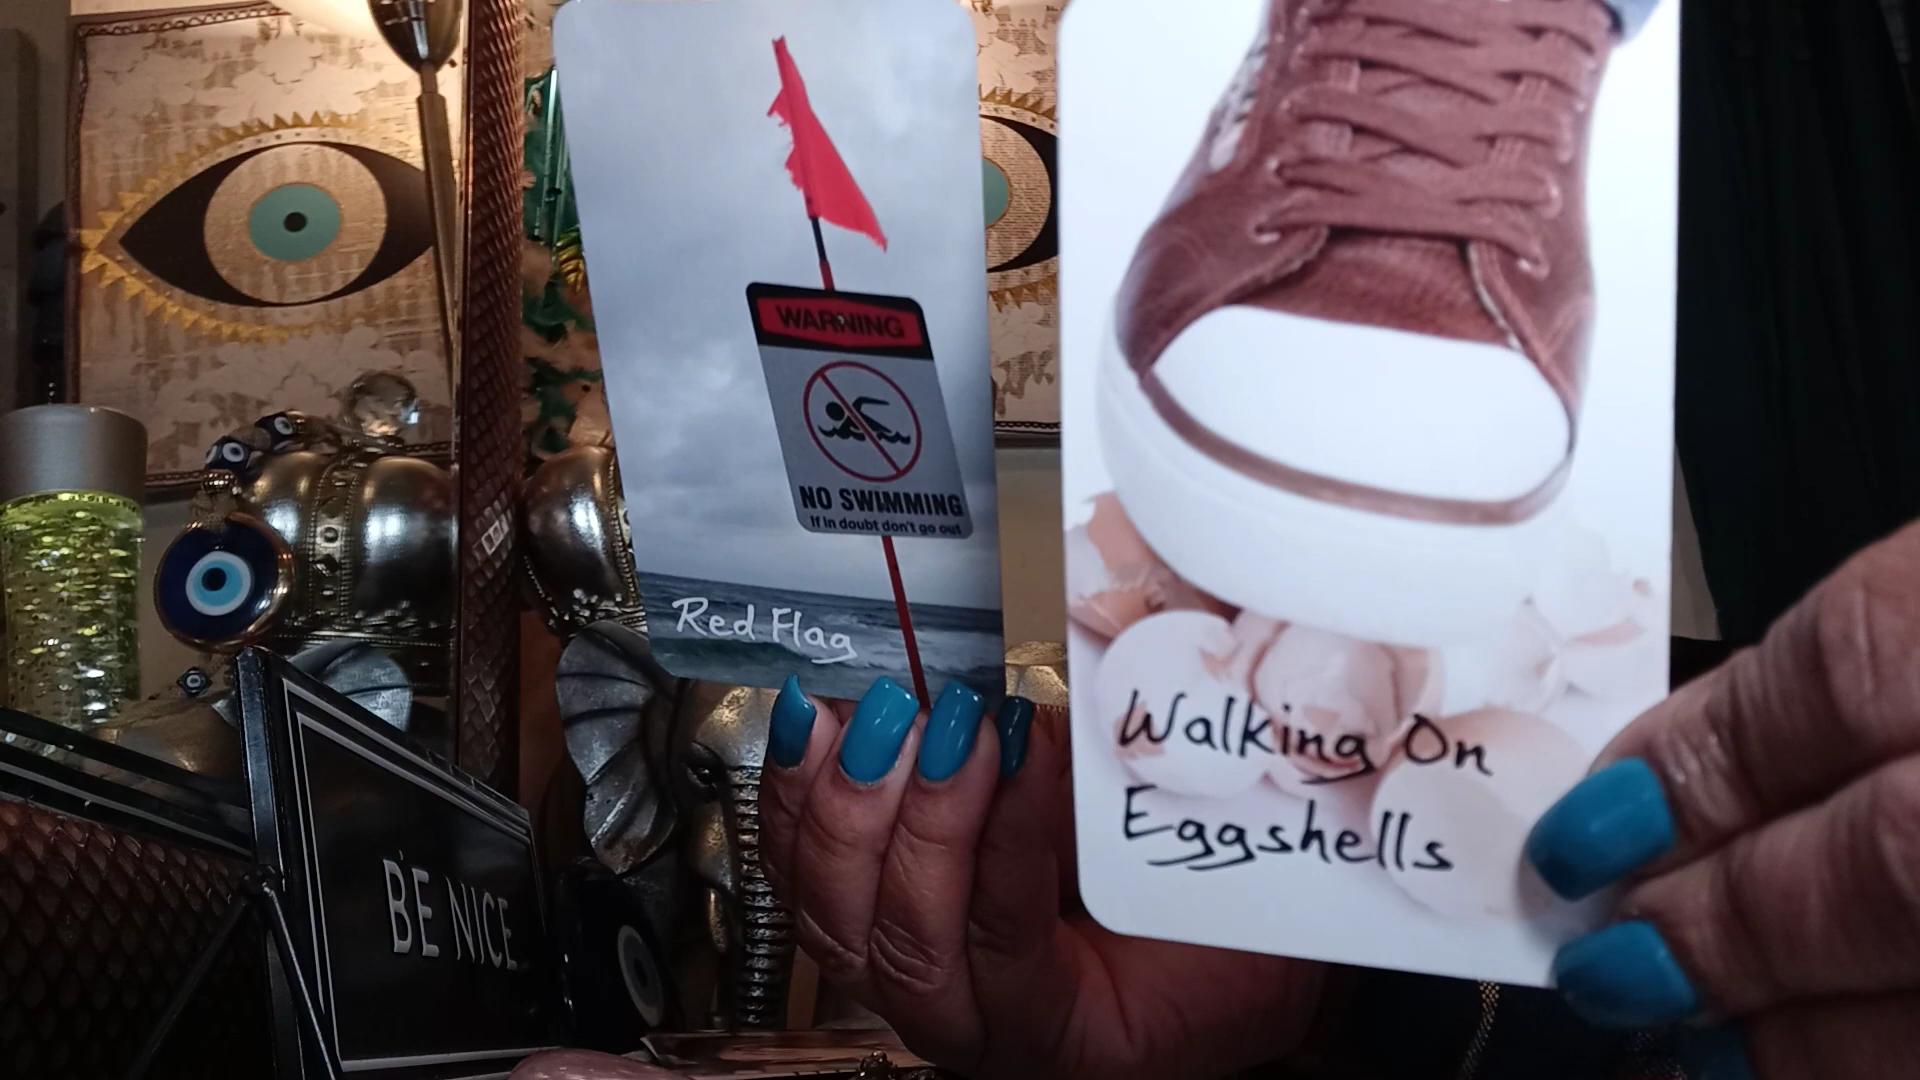 WARNING
NO SWIMMING
If in doubt don't go out
Red Flag
Walking On
Eggshells
BE NICE